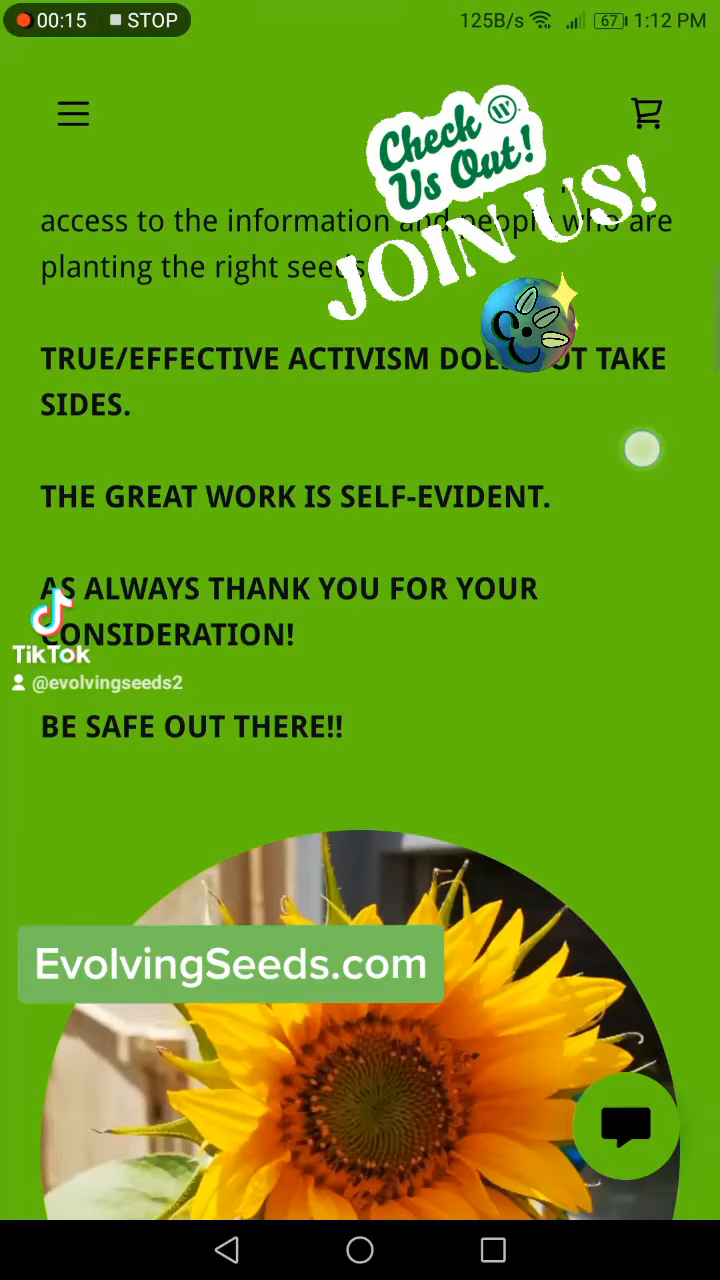 00:15 STOP 125B/s 67 1:12 PM
Check
Us Out!
JOIN US!
access to the information and people who are
planting the right seeds.
TRUE/EFFECTIVE ACTIVISM DOES NOT TAKE
SIDES.
THE GREAT WORK IS SELF-EVIDENT.
AS ALWAYS THANK YOU FOR YOUR
CONSIDERATION!
TikTok
@evolvingseeds2
BE SAFE OUT THERE!!
EvolvingSeeds.com